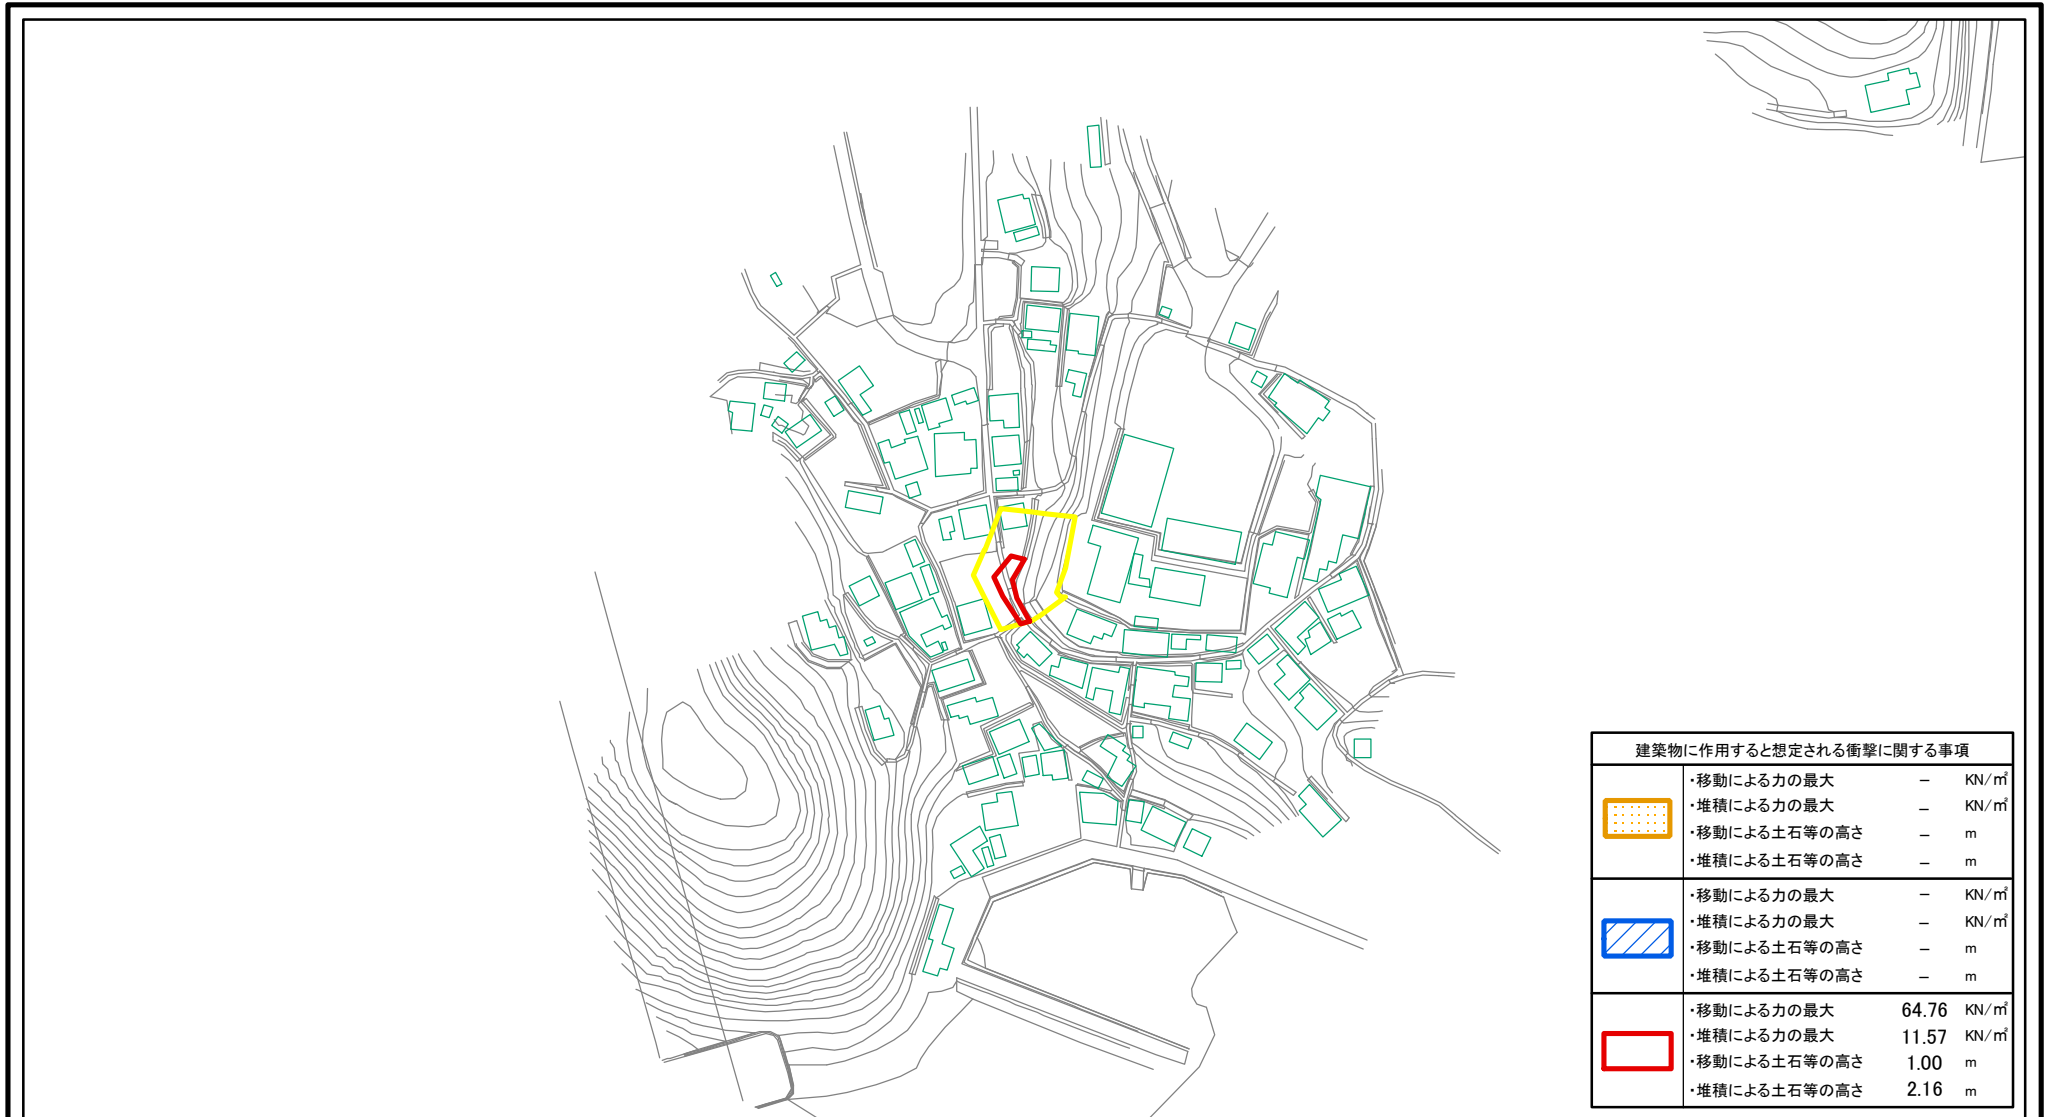 建築物に作用すると想定される衝撃に関する事項
・移動による力の最大 － KN/㎡
・堆積による力の最大 － KN/㎡
・移動による土石等の高さ － m
・堆積による土石等の高さ － m
・移動による力の最大 － KN/㎡
・堆積による力の最大 － KN/㎡
・移動による土石等の高さ － m
・堆積による土石等の高さ － m
・移動による力の最大 64.76 KN/㎡
・堆積による力の最大 11.57 KN/㎡
・移動による土石等の高さ 1.00 m
・堆積による土石等の高さ 2.16 m